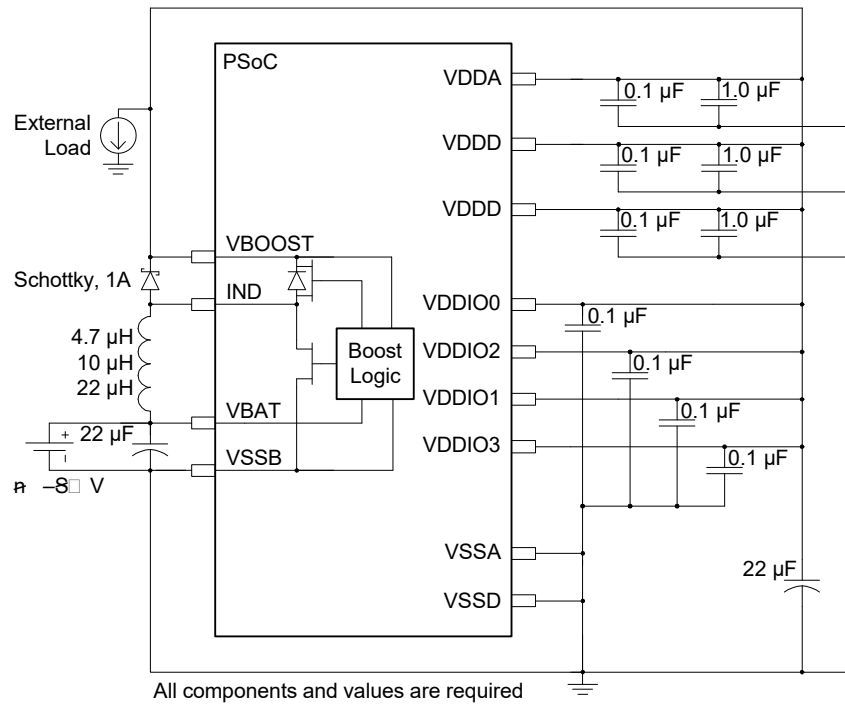 PSoC
VDDA
0.1 µF
1.0 µF
External
Load
VDDD
0.1 µF
1.0 µF
VDDD
0.1 µF
1.0 µF
VBOOST
Schottky, 1A
IND
VDDIO0
0.1 µF
4.7 µH
10 µH
22 µH
Boost
Logic
VDDIO2
0.1 µF
VDDIO1
0.1 µF
VBAT
22 µF
VDDIO3
0.1 µF
VSSB
V
VSSA
22 µF
VSSD
All components and values are required